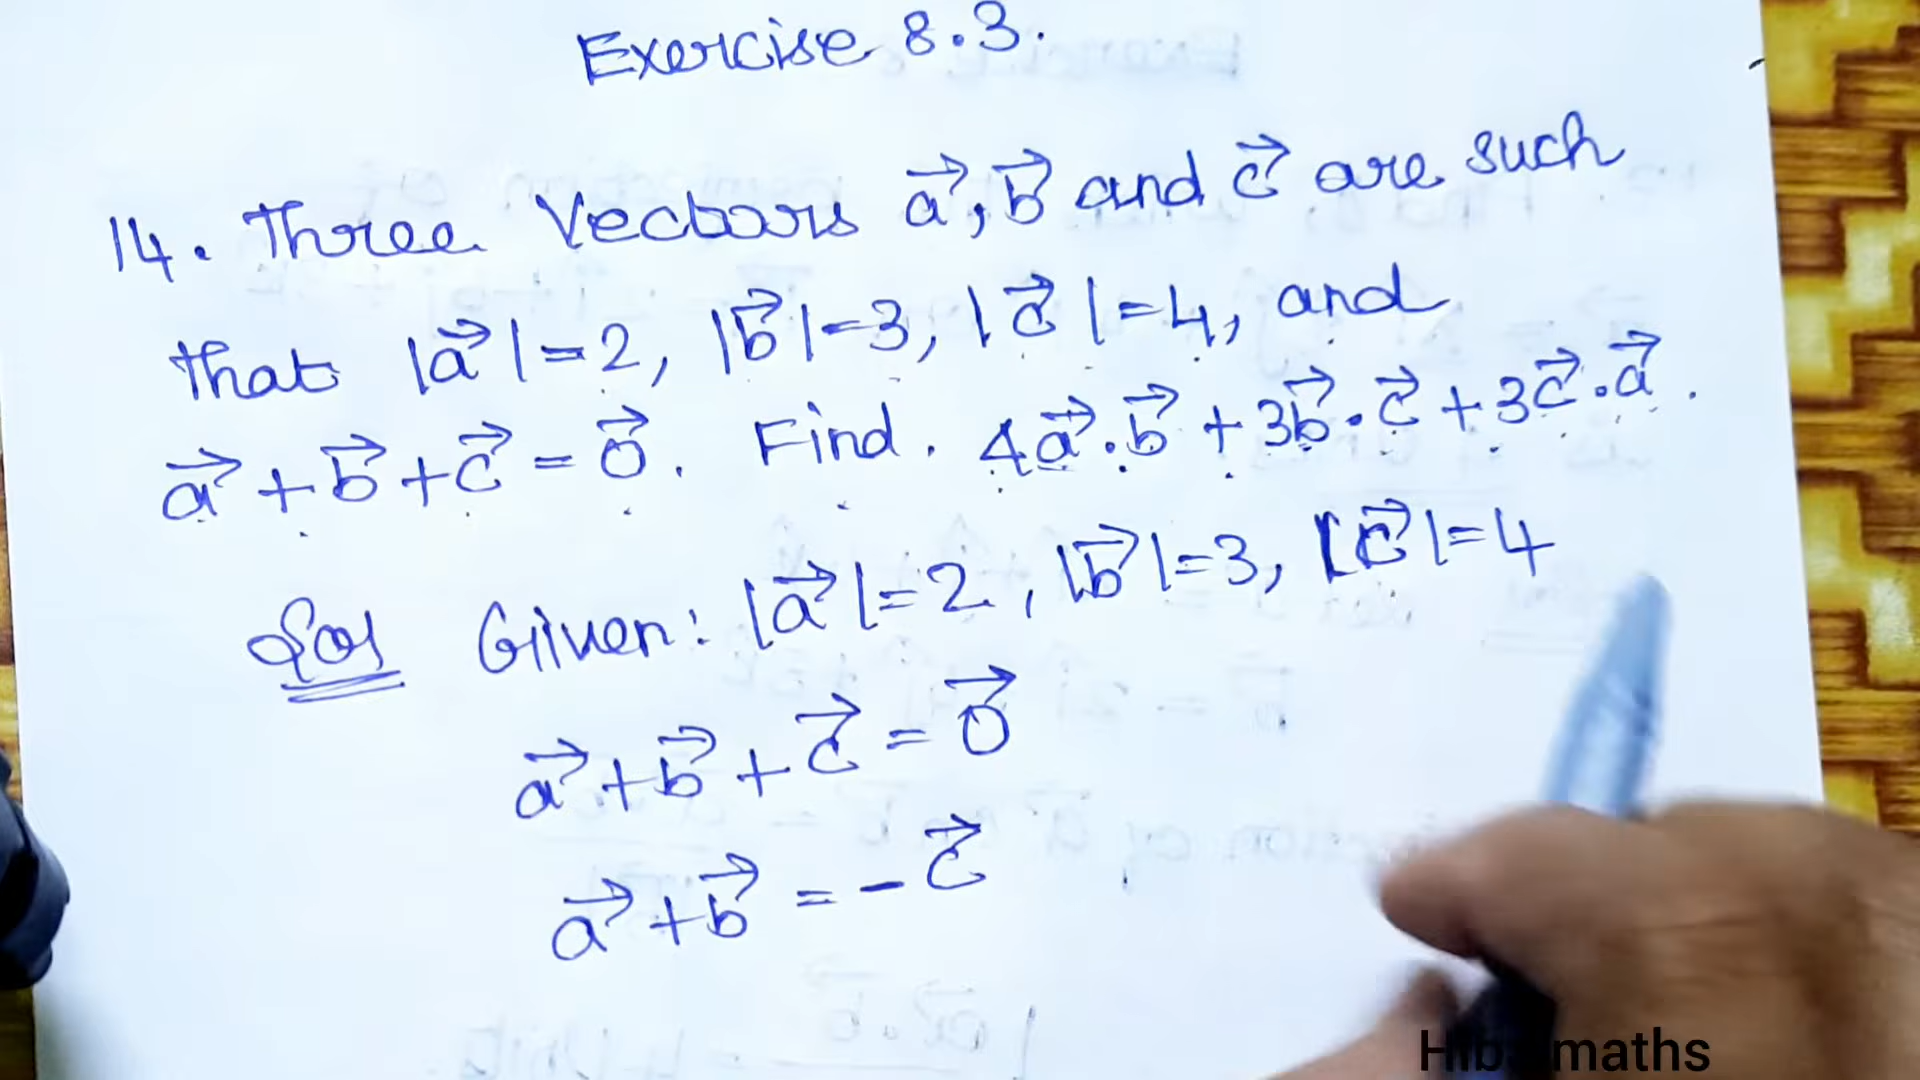 Exercise 8.3.
14. Three Vectors a⃗, b⃗ and c⃗ are such
that |a⃗| = 2, |b⃗| = 3, |c⃗| = 4, and
a⃗ + b⃗ + c⃗ = 0⃗. Find. 4a⃗·b⃗ + 3b⃗·c⃗ + 3c⃗·a⃗.
Sol Given: |a⃗| = 2, |b⃗| = 3, |c⃗| = 4
a⃗ + b⃗ + c⃗ = 0⃗
a⃗ + b⃗ = -c⃗
maths